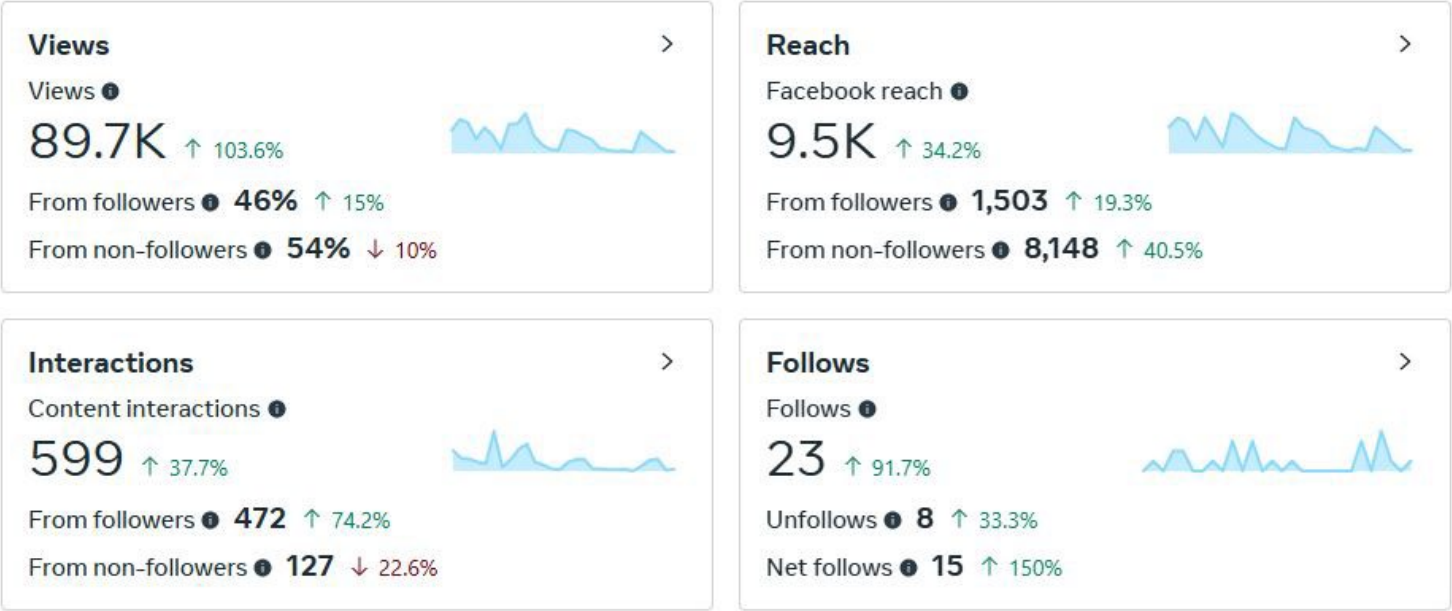 Views
Views
89.7K ↑ 103.6%
From followers 46% ↑ 15%
From non-followers 54% ↓ 10%
Reach
Facebook reach
9.5K ↑ 34.2%
From followers 1,503 ↑ 19.3%
From non-followers 8,148 ↑ 40.5%
Interactions
Content interactions
599 ↑ 37.7%
From followers 472 ↑ 74.2%
From non-followers 127 ↓ 22.6%
Follows
Follows
23 ↑ 91.7%
Unfollows 8 ↑ 33.3%
Net follows 15 ↑ 150%